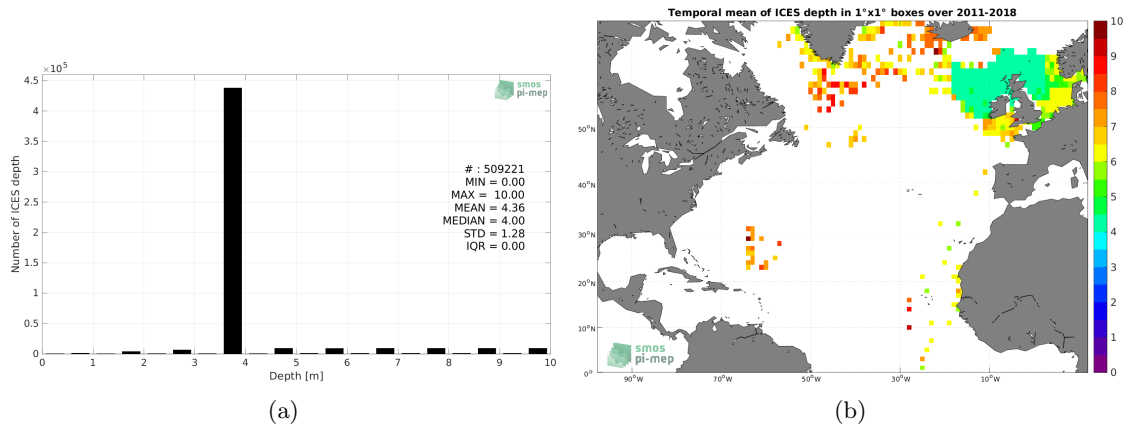 ×10⁵
4.5
4
3.5
3
2.5
2
1.5
1
0.5
0
Number of ICES depth
smos
pi-mep
# : 509221
MIN = 0.00
MAX = 10.00
MEAN = 4.36
MEDIAN = 4.00
STD = 1.28
IQR = 0.00
0 1 2 3 4 5 6 7 8 9 10
Depth [m]
(a)
Temporal mean of ICES depth in 1°x1° boxes over 2011-2018
50°N
40°N
30°N
20°N
10°N
0°
90°W 70°W 50°W 30°W 10°W
smos
pi-mep
10
9
8
7
6
5
4
3
2
1
0
(b)